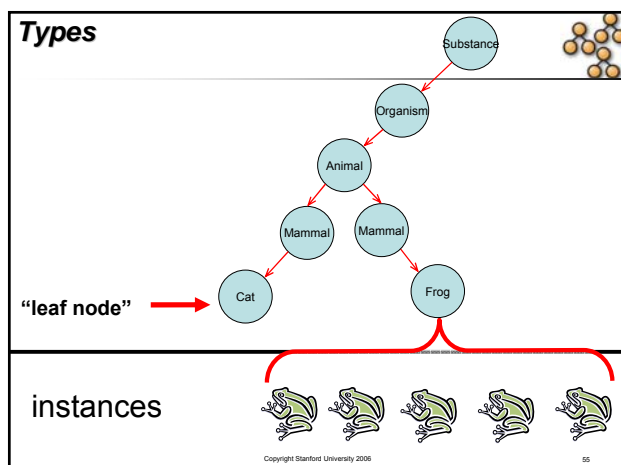 Types
Substance
Organism
Animal
Mammal
Mammal
Cat
Frog
“leaf node”
instances
Copyright Stanford University 2006
55